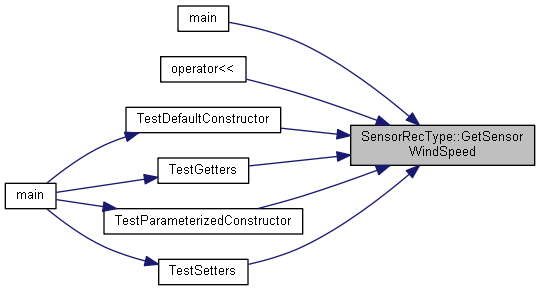 main
operator<<
TestDefaultConstructor
SensorRecType::GetSensor
WindSpeed
TestGetters
main
TestParameterizedConstructor
TestSetters